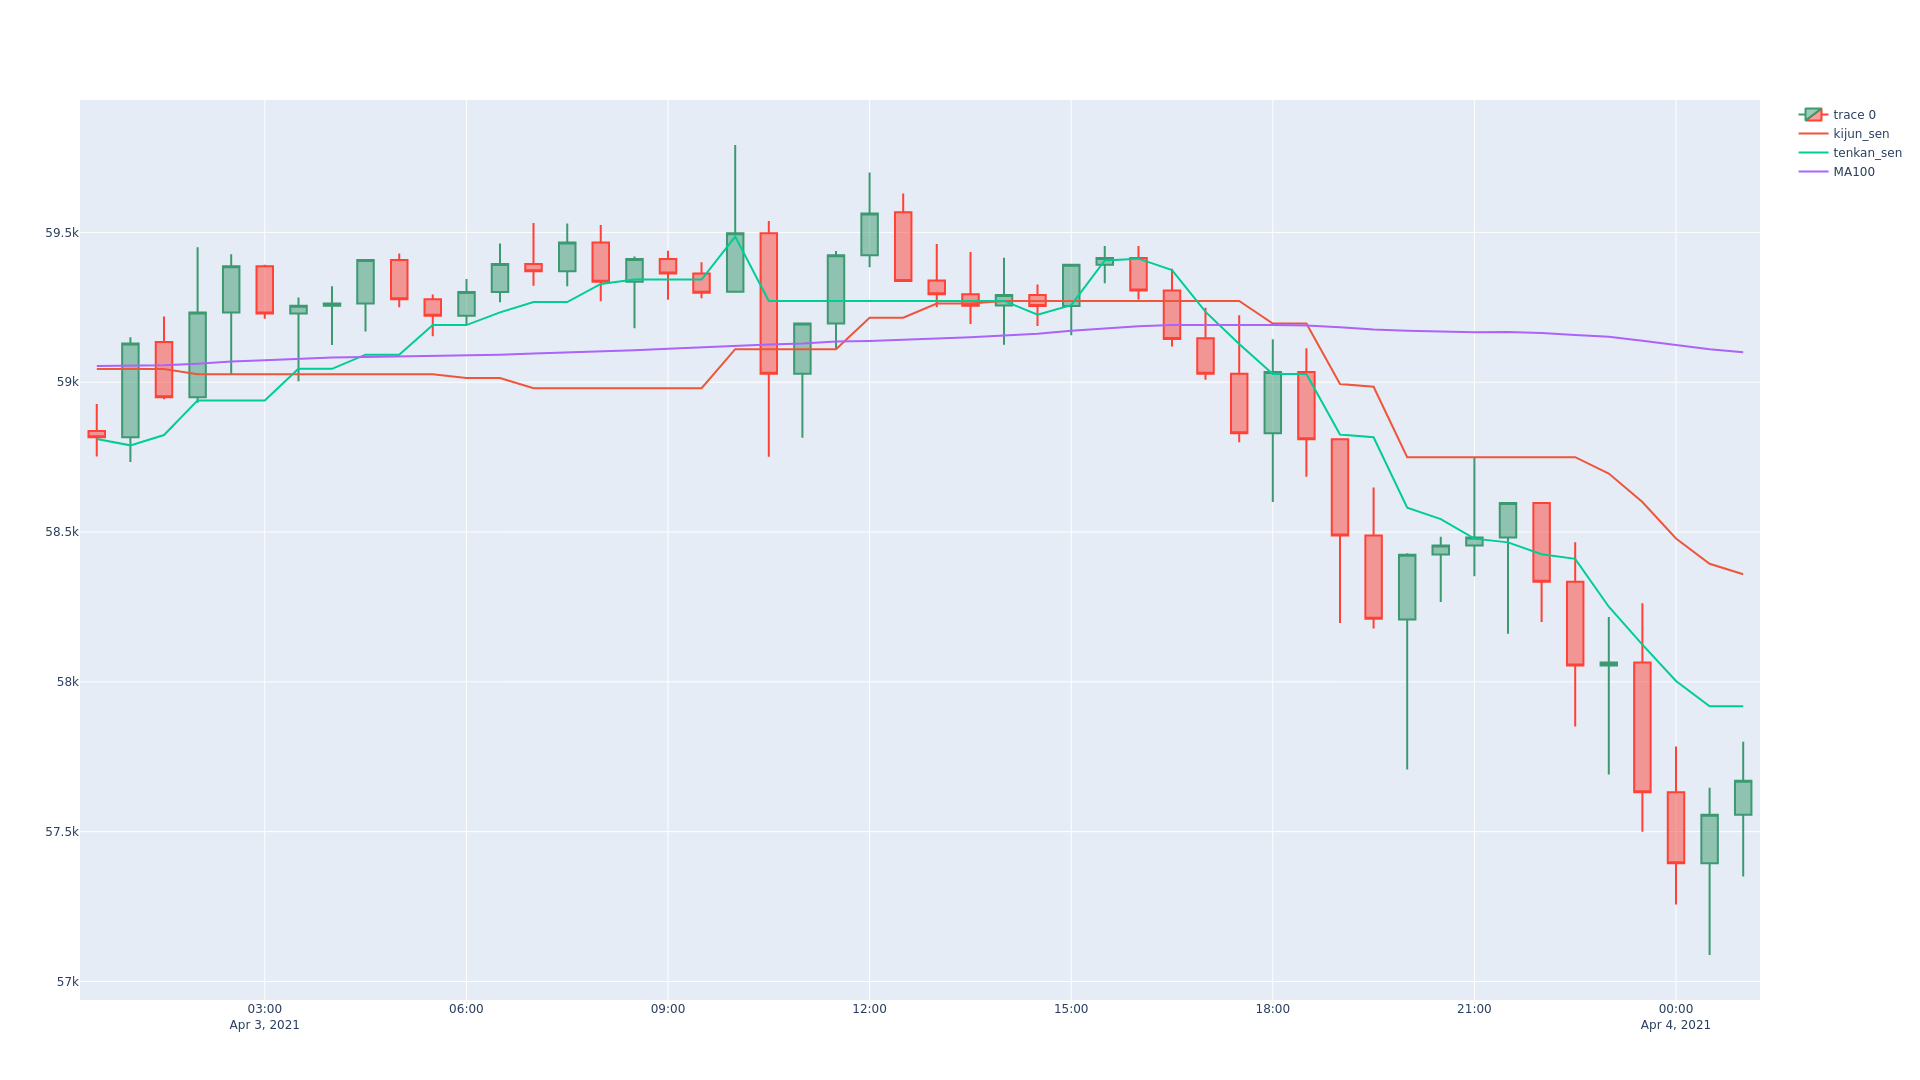 trace 0
kijun_sen
tenkan_sen
MA100
59.5k
59k
58.5k
58k
57.5k
57k
03:00 06:00 09:00 12:00 15:00 18:00 21:00 00:00
Apr 3, 2021 Apr 4, 2021